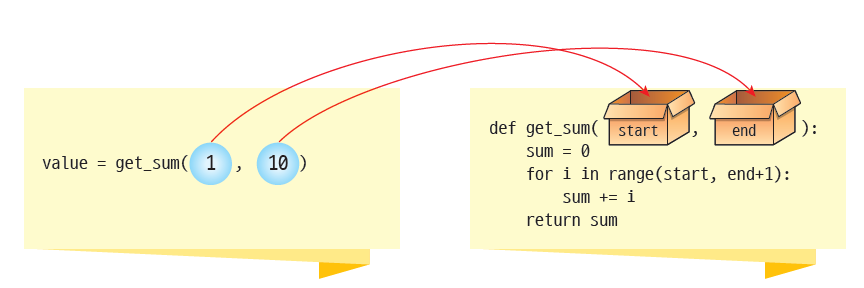 value = get_sum( 1 , 10 )
def get_sum( start , end ):
    sum = 0
    for i in range(start, end+1):
        sum += i
    return sum